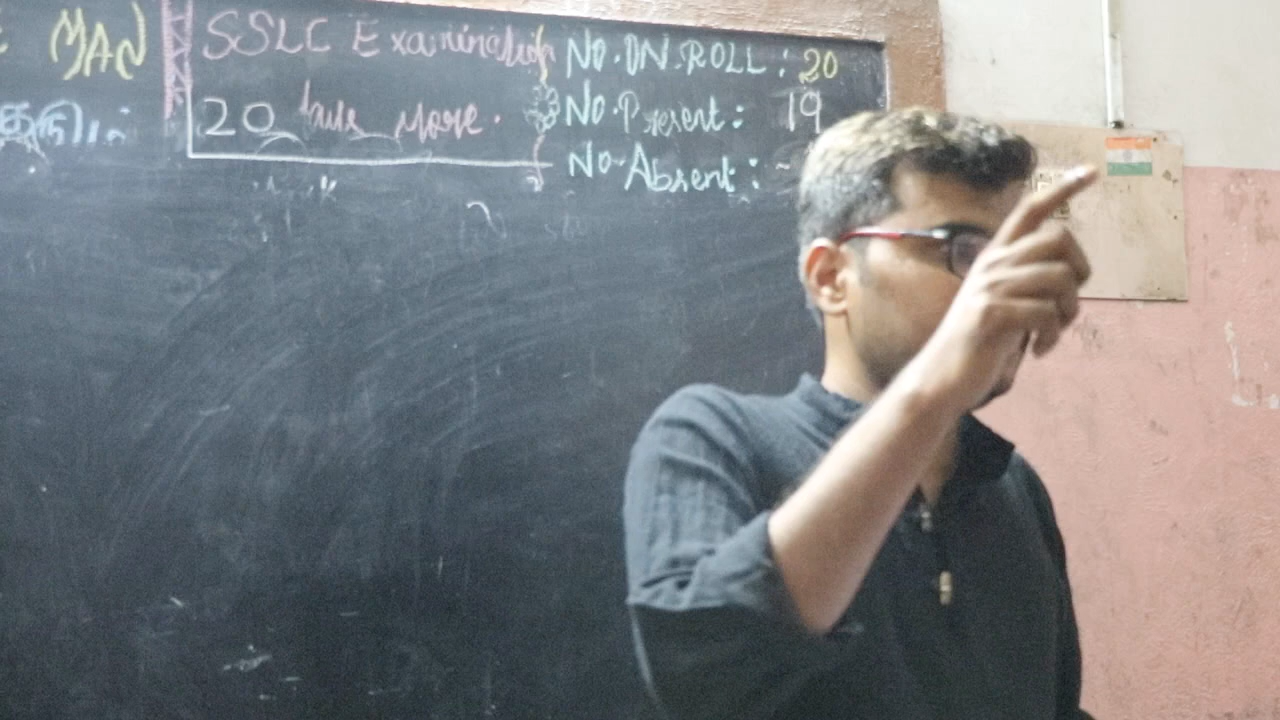 MAN
SSLC Examination
20 days more.
No. ON ROLL: 20
No. Present: 19
No. Absent: